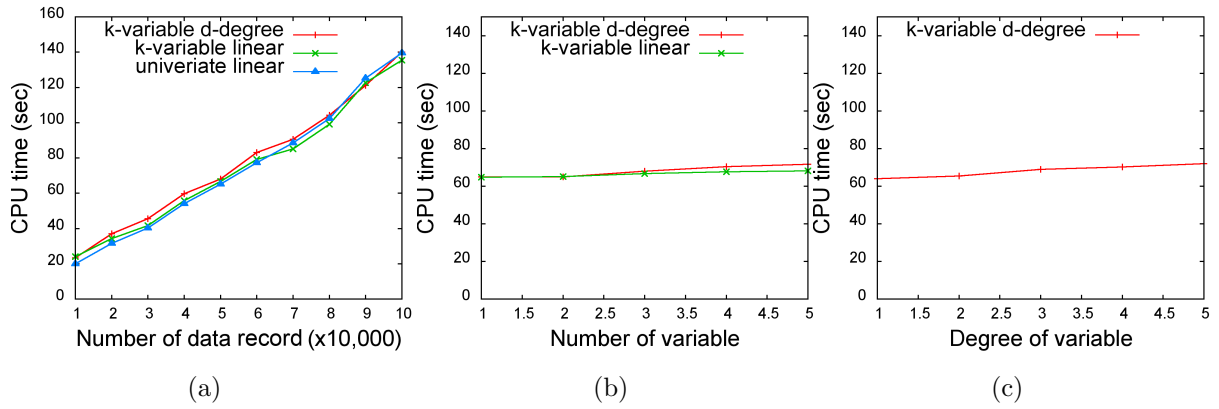 160
140
120
100
80
60
40
20
0
CPU time (sec)
k-variable d-degree
k-variable linear
univeriate linear
1 2 3 4 5 6 7 8 9 10
Number of data record (x10,000)
(a)
140
120
100
80
60
40
20
0
CPU time (sec)
k-variable d-degree
k-variable linear
1 1.5 2 2.5 3 3.5 4 4.5 5
Number of variable
(b)
140
120
100
80
60
40
20
0
CPU time (sec)
k-variable d-degree
1 1.5 2 2.5 3 3.5 4 4.5 5
Degree of variable
(c)